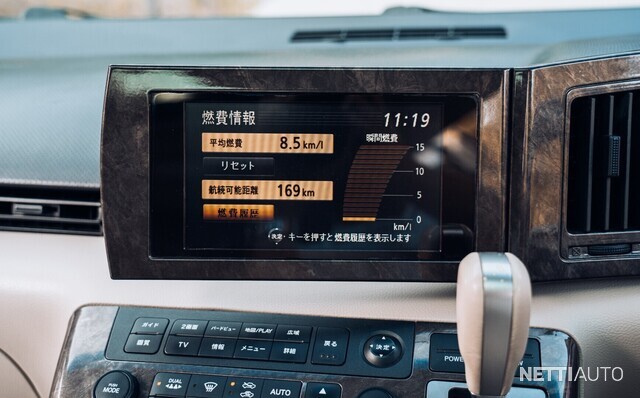 燃費情報 11:19
平均燃費 8.5 km/l
瞬間燃費
15
リセット
10
航続可能距離 169 km
5
燃費履歴
0
km/l
決定・キーを押すと燃費履歴を表示します
ガイド 2画面 バードビュー 地図/PLAY 広域
画質 TV 情報 メニュー 詳細 戻る 決定
PUSH MODE
DUAL
AUTO
POWER
NETTIAUTO